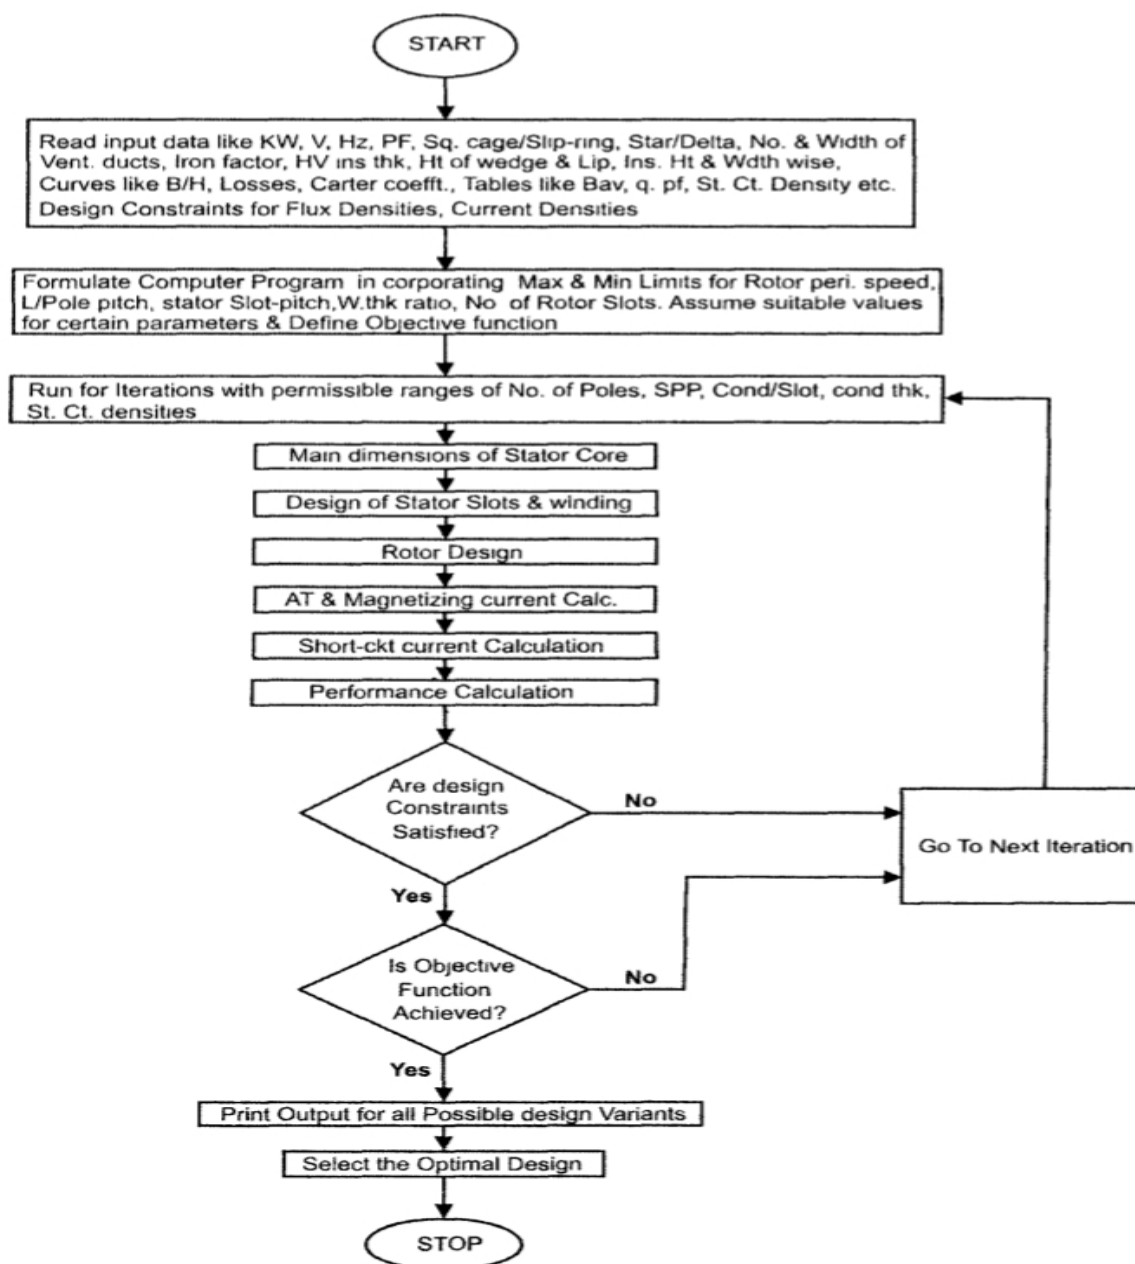 START
Read input data like KW, V, Hz, PF, Sq. cage/Slip-ring, Star/Delta, No. & Width of
Vent. ducts, Iron factor, HV ins thk, Ht of wedge & Lip, Ins. Ht & Wdth wise,
Curves like B/H, Losses, Carter coefft., Tables like Bav, q. pf, St. Ct. Density etc.
Design Constraints for Flux Densities, Current Densities
Formulate Computer Program in corporating Max & Min Limits for Rotor peri. speed,
L/Pole pitch, stator Slot-pitch,W.thk ratio, No of Rotor Slots. Assume suitable values
for certain parameters & Define Objective function
Run for Iterations with permissible ranges of No. of Poles, SPP, Cond/Slot, cond thk,
St. Ct. densities
Main dimensions of Stator Core
Design of Stator Slots & winding
Rotor Design
AT & Magnetizing current Calc.
Short-ckt current Calculation
Performance Calculation
Are design
Constraints
Satisfied?
No
Go To Next Iteration
Yes
Is Objective
Function
Achieved?
No
Yes
Print Output for all Possible design Variants
Select the Optimal Design
STOP